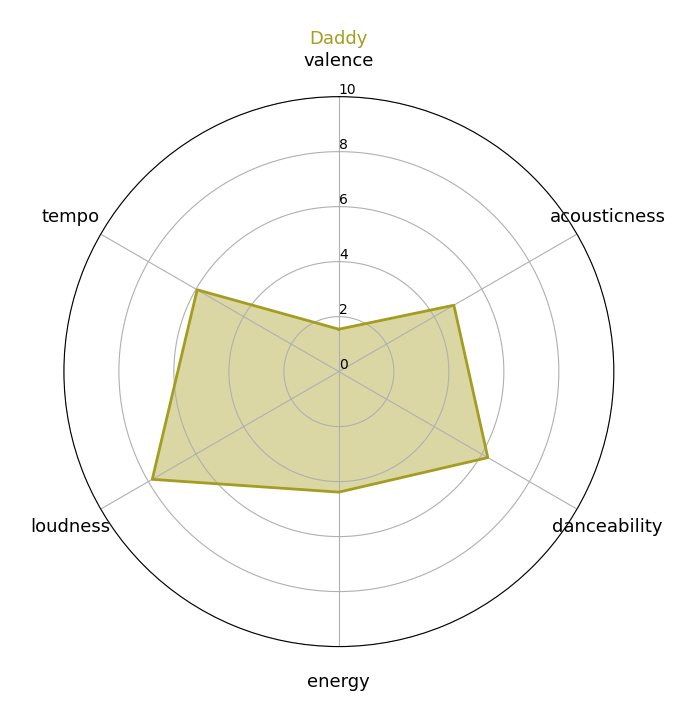 Daddy
valence
10
8
6
4
2
0
tempo
acousticness
loudness
danceability
energy